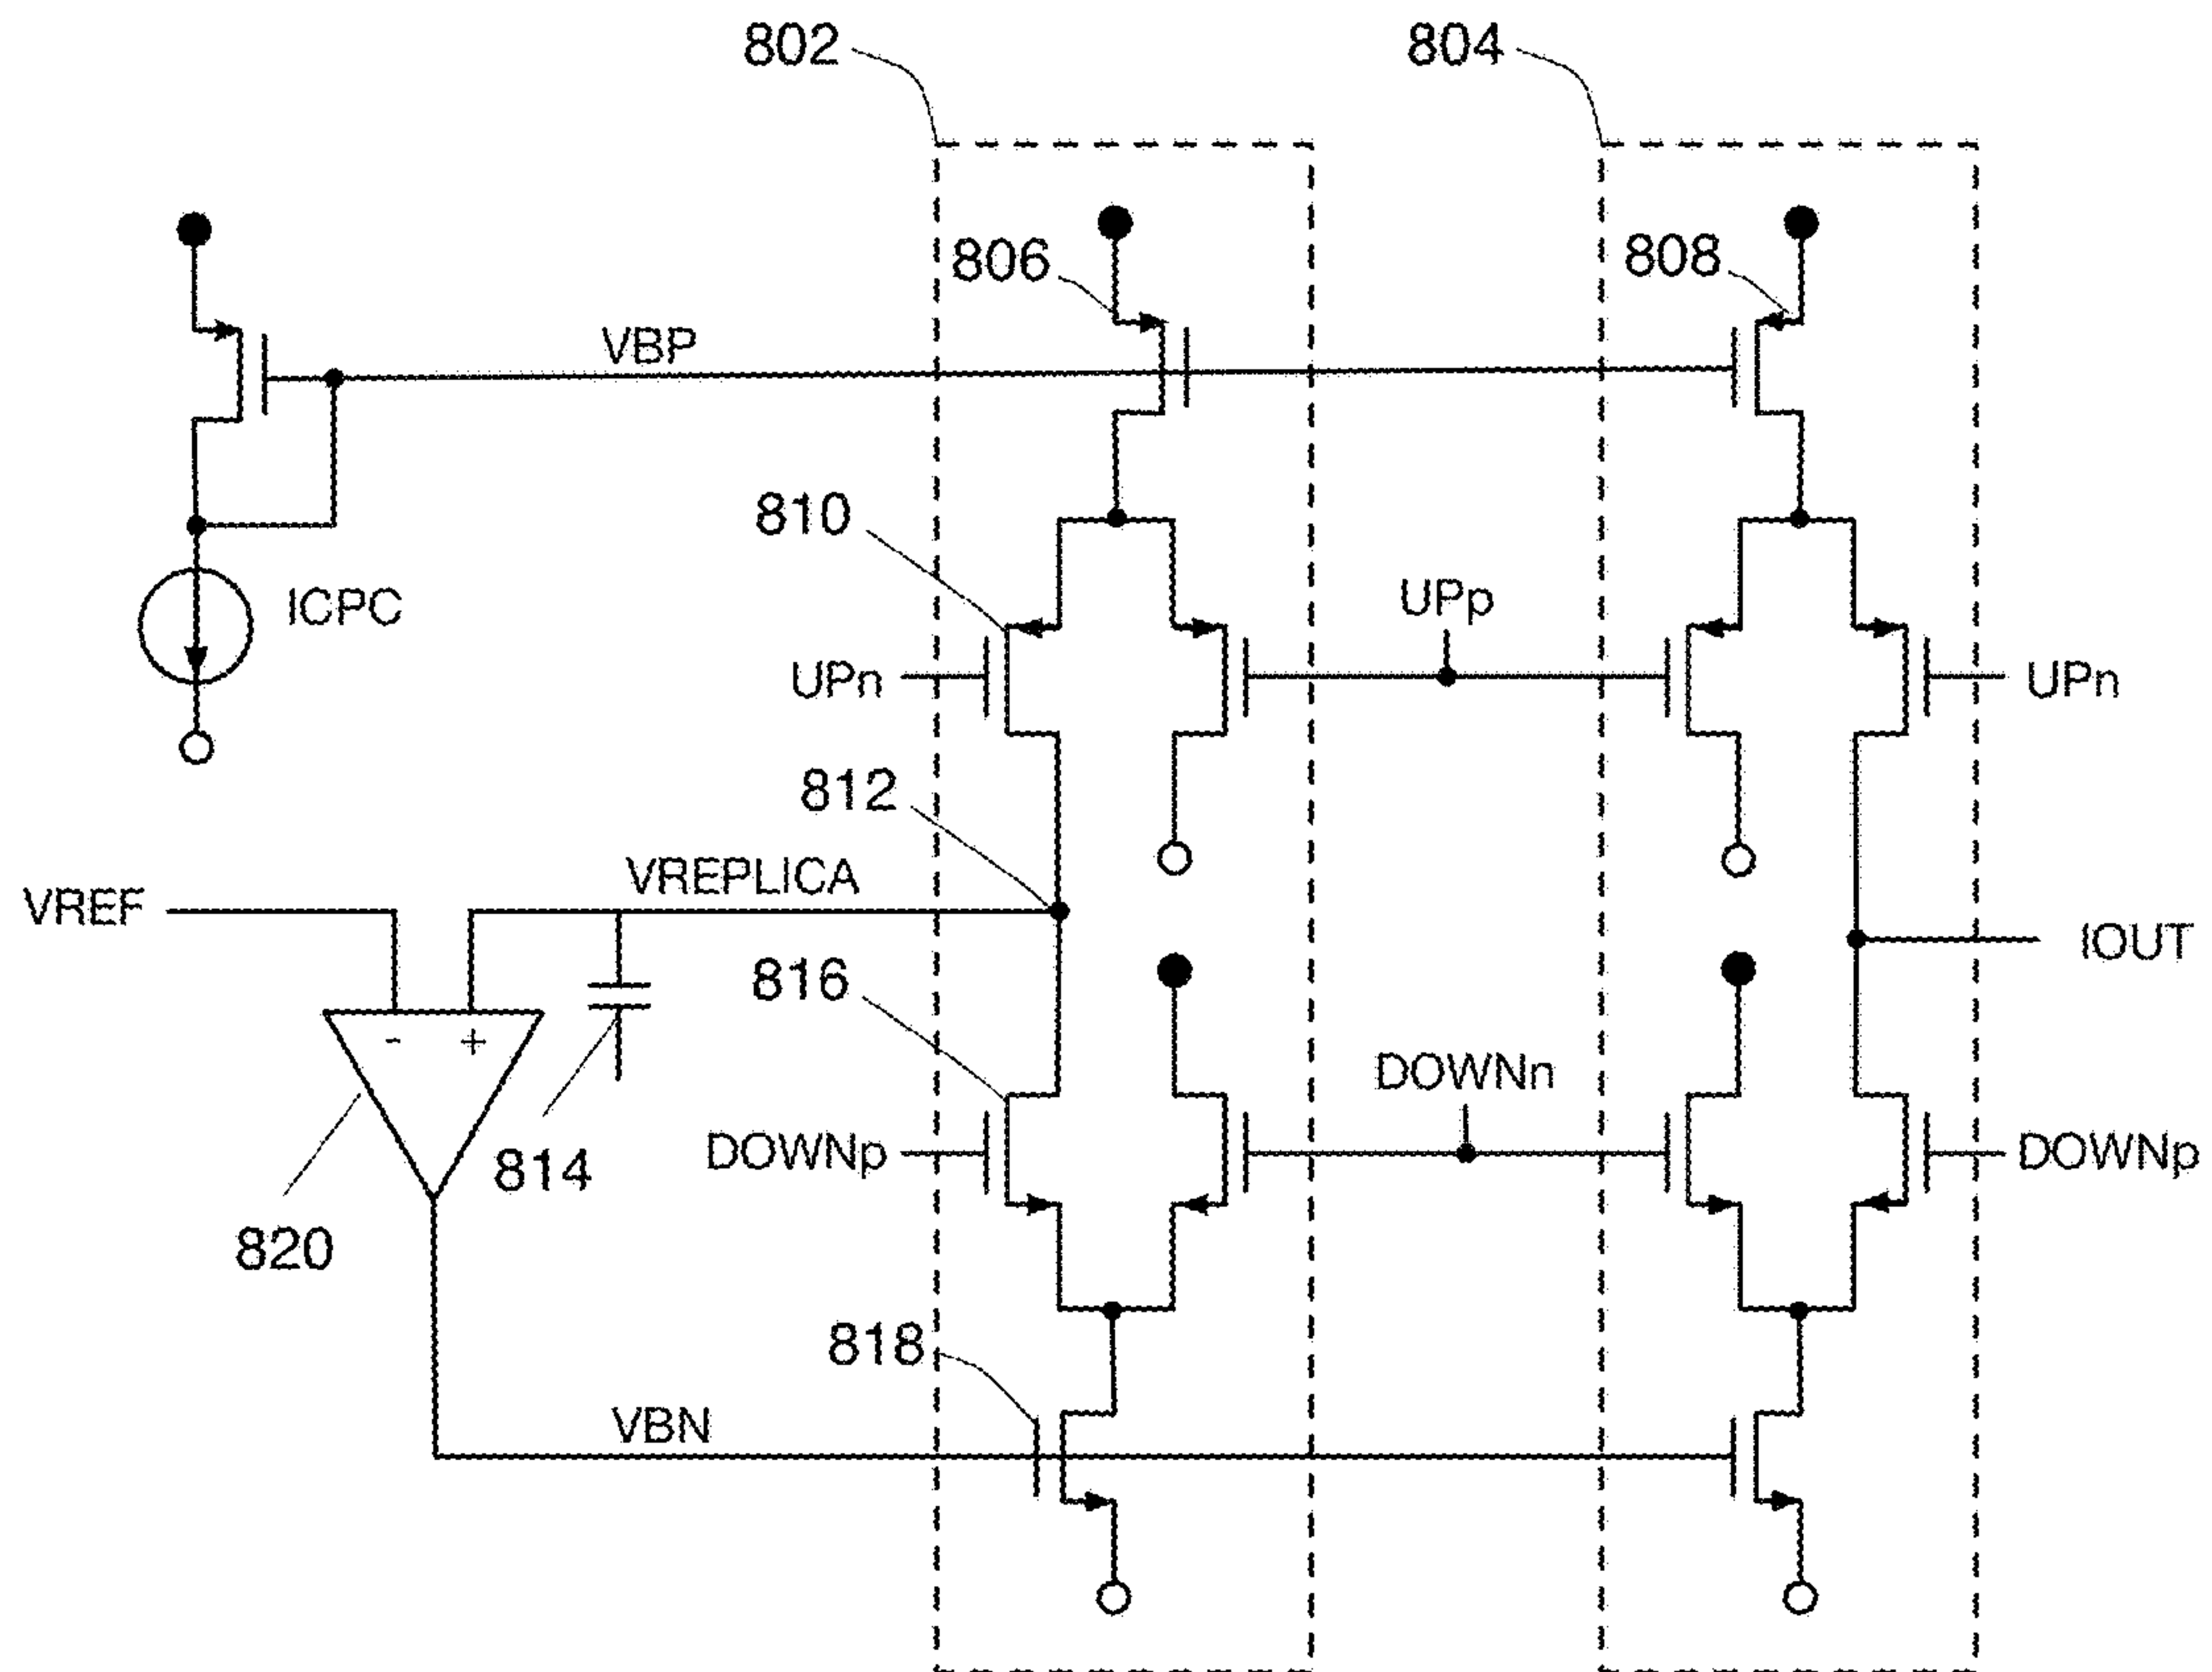 802
804
806
808
VBP
810
ICPC
UPp
UPn
UPn
812
VREPLICA
VREF
IOUT
816
- +
DOWNn
814
DOWNp
DOWNp
820
818
VBN